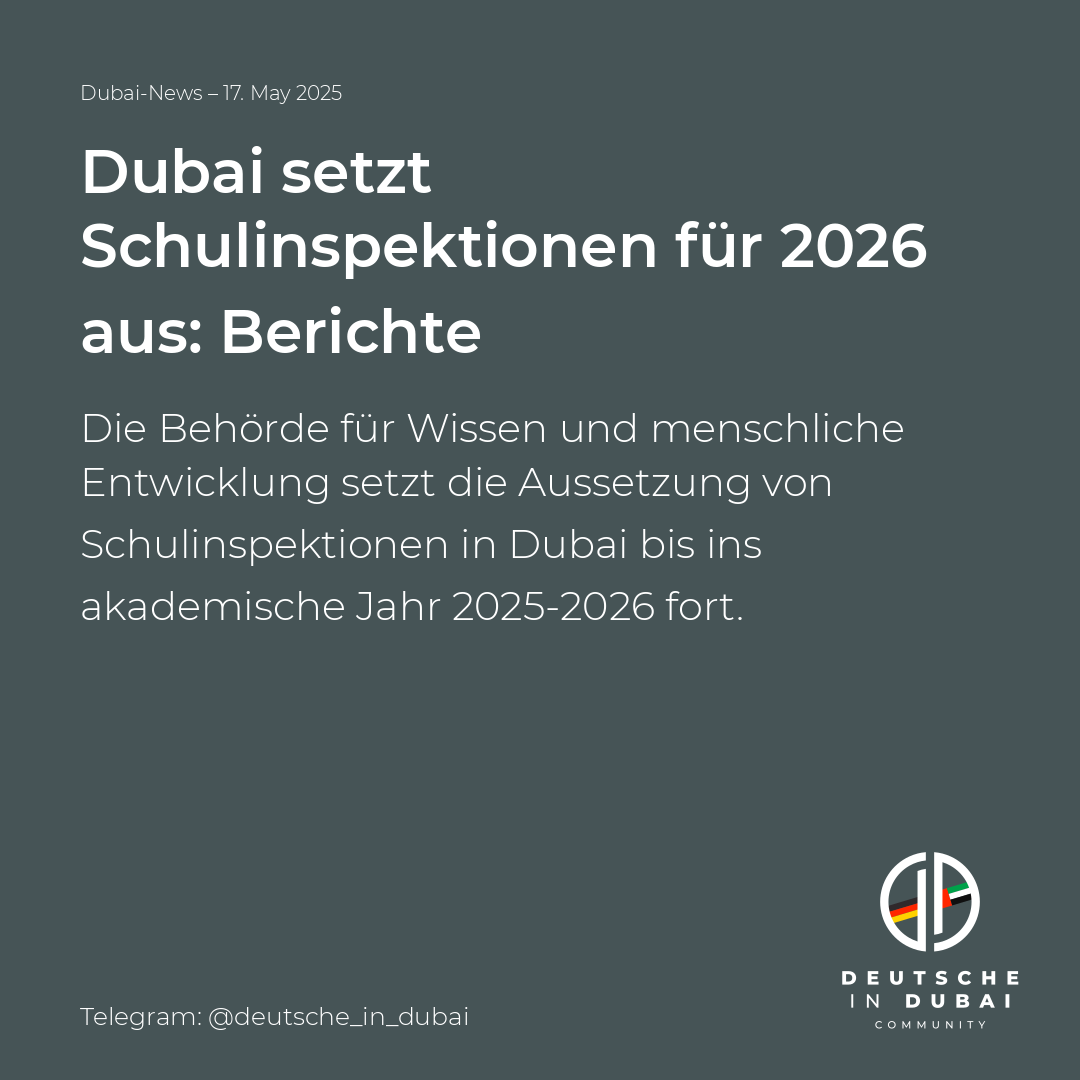 Dubai-News – 17. May 2025
Dubai setzt
Schulinspektionen für 2026
aus: Berichte
Die Behörde für Wissen und menschliche
Entwicklung setzt die Aussetzung von
Schulinspektionen in Dubai bis ins
akademische Jahr 2025-2026 fort.
DEUTSCHE
IN DUBAI
COMMUNITY
Telegram: @deutsche_in_dubai